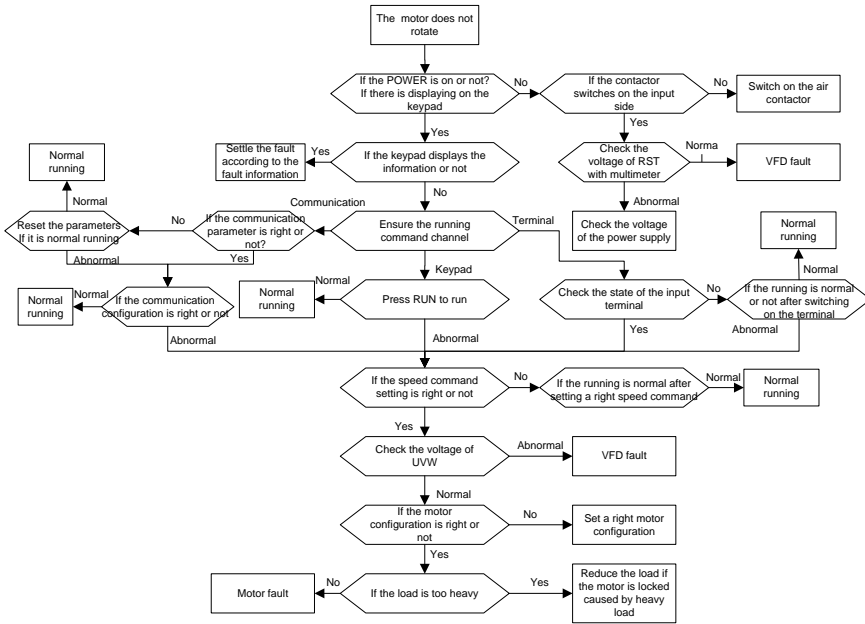 The motor does not
rotate
If the POWER is on or not?
If there is displaying on the
keypad
No
If the contactor
switches on the input
side
No
Switch on the air
contactor
Yes
Yes
Normal
running
Settle the fault
according to the
fault information
Yes
If the keypad displays the
information or not
Check the
voltage of RST
with multimeter
Norma
VFD fault
Normal
No
Abnormal
Communication
Reset the parameters
If it is normal running
No
If the communication
parameter is right or
not?
Ensure the running
command channel
Terminal
Check the voltage
of the power supply
Normal
running
Abnormal
Yes
Keypad
Normal
Normal
running
Normal
If the communication
configuration is right or not
Normal
running
Normal
Press RUN to run
Check the state of the input
terminal
No
If the running is normal
or not after switching
on the terminal
Abnormal
Abnormal
Yes
Abnormal
If the speed command
setting is right or not
No
If the running is normal after
setting a right speed command
Normal
Normal
running
Yes
Check the voltage of
UVW
Abnormal
VFD fault
Normal
If the motor
configuration is right or
not
No
Set a right motor
configuration
Yes
Motor fault
No
If the load is too heavy
Yes
Reduce the load if
the motor is locked
caused by heavy
load